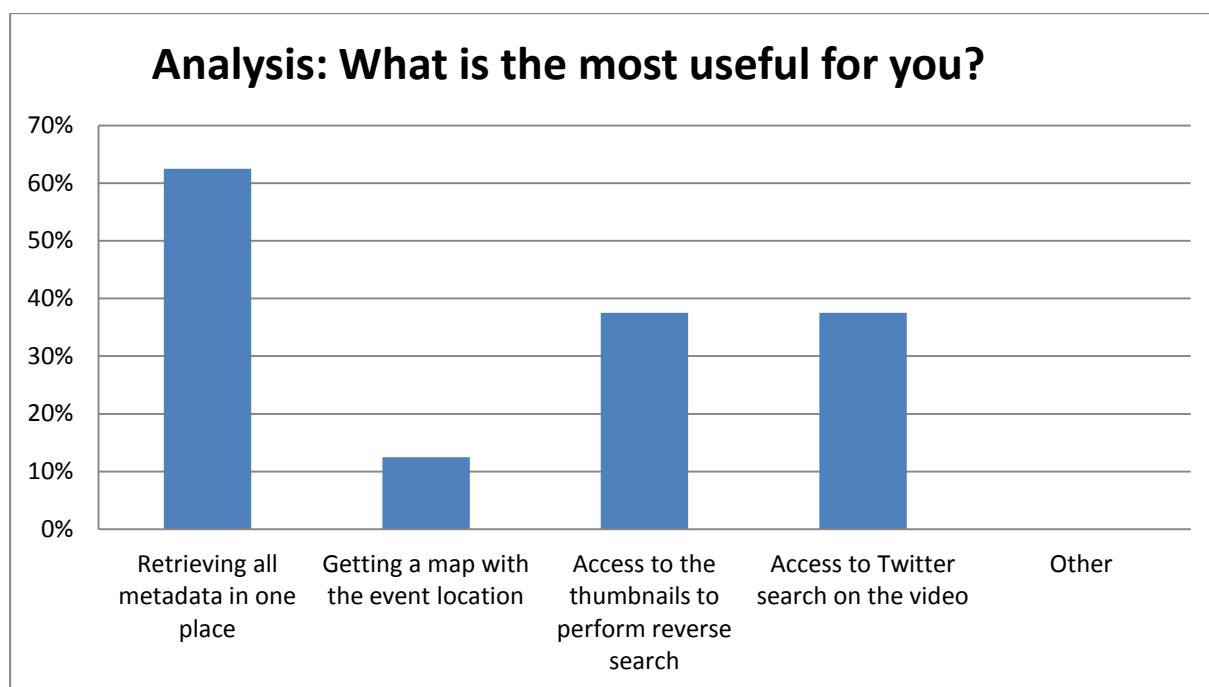 Analysis: What is the most useful for you?
70%
60%
50%
40%
30%
20%
10%
0%
Retrieving all
metadata in one
place
Getting a map with
the event location
Access to the
thumbnails to
perform reverse
search
Access to Twitter
search on the video
Other